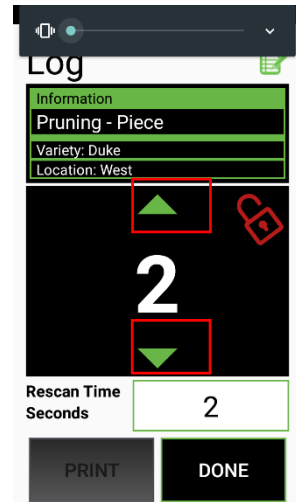 Log
Information
Pruning - Piece
Variety: Duke
Location: West
2
Rescan Time
Seconds
2
PRINT
DONE